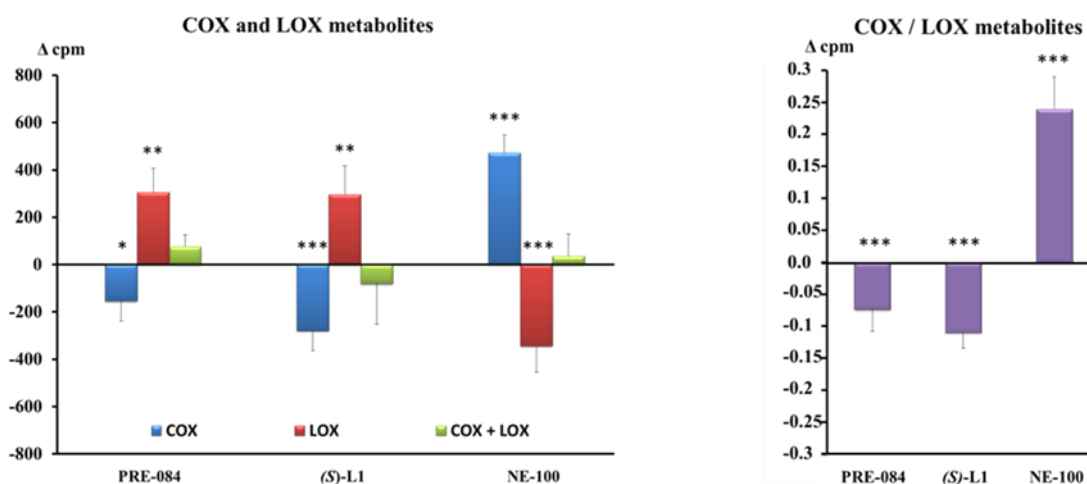 COX and LOX metabolites
Δ cpm
800
600
400
200
0
-200
-400
-600
-800
*
**
***
**
***
***
COX
LOX
COX + LOX
PRE-084
(S)-L1
NE-100
COX / LOX metabolites
Δ cpm
0.3
0.25
0.2
0.15
0.1
0.05
0.0
-0.05
-0.1
-0.15
-0.2
-0.25
-0.3
***
***
***
PRE-084
(S)-L1
NE-100